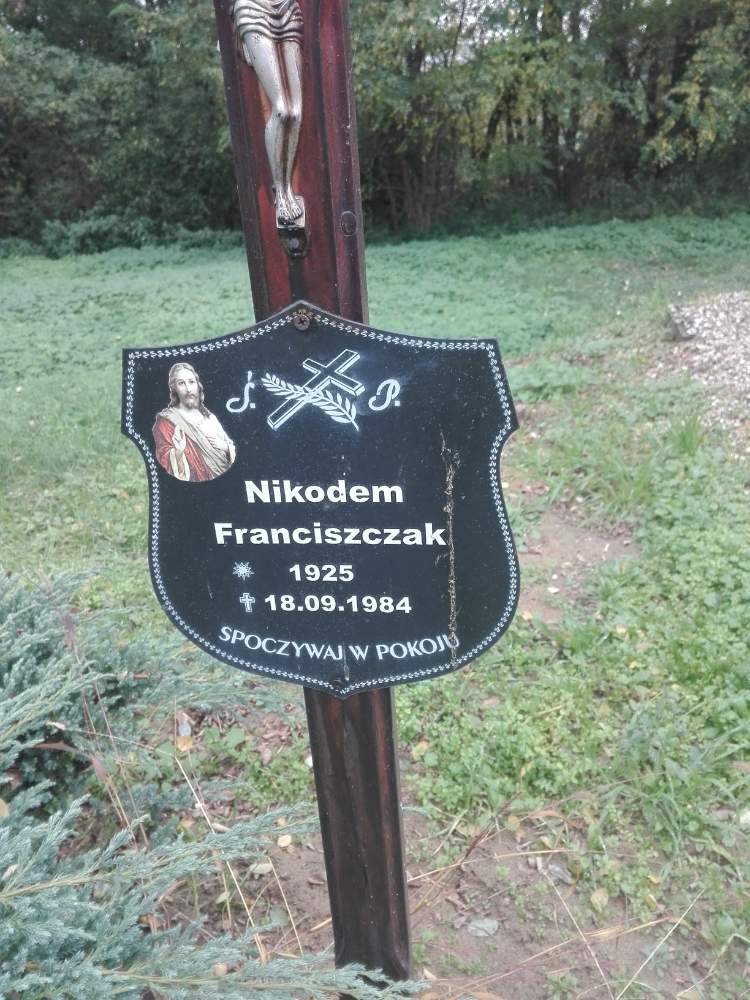 Ś. P.
Nikodem
Franciszczak
1925
18.09.1984
SPOCZYWAJ W POKOJU